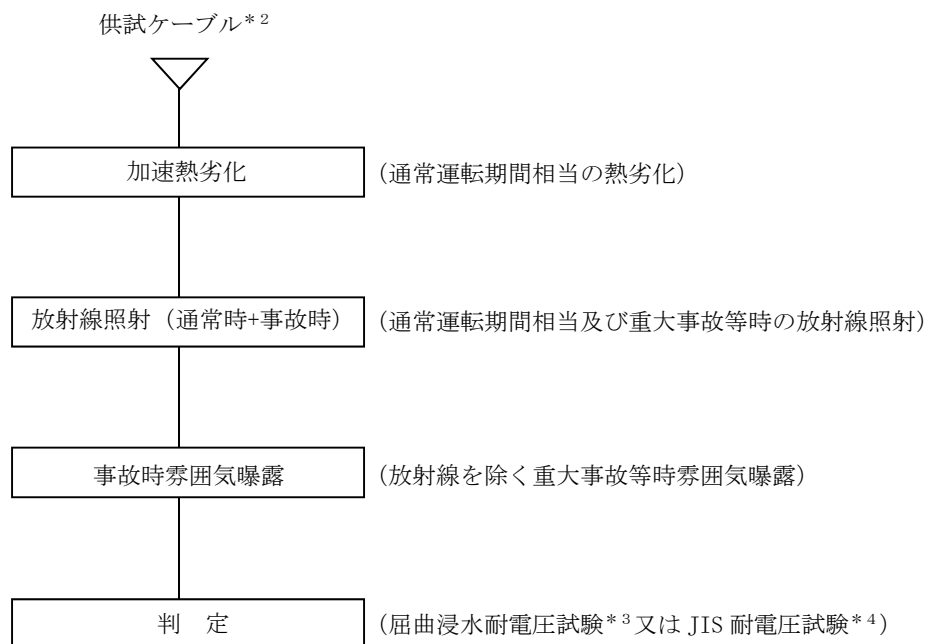 供試ケーブル*2
加速熱劣化 (通常運転期間相当の熱劣化)
放射線照射(通常時+事故時) (通常運転期間相当及び重大事故等時の放射線照射)
事故時雰囲気曝露 (放射線を除く重大事故等時雰囲気曝露)
判 定 (屈曲浸水耐電圧試験*3又は JIS 耐電圧試験*4)